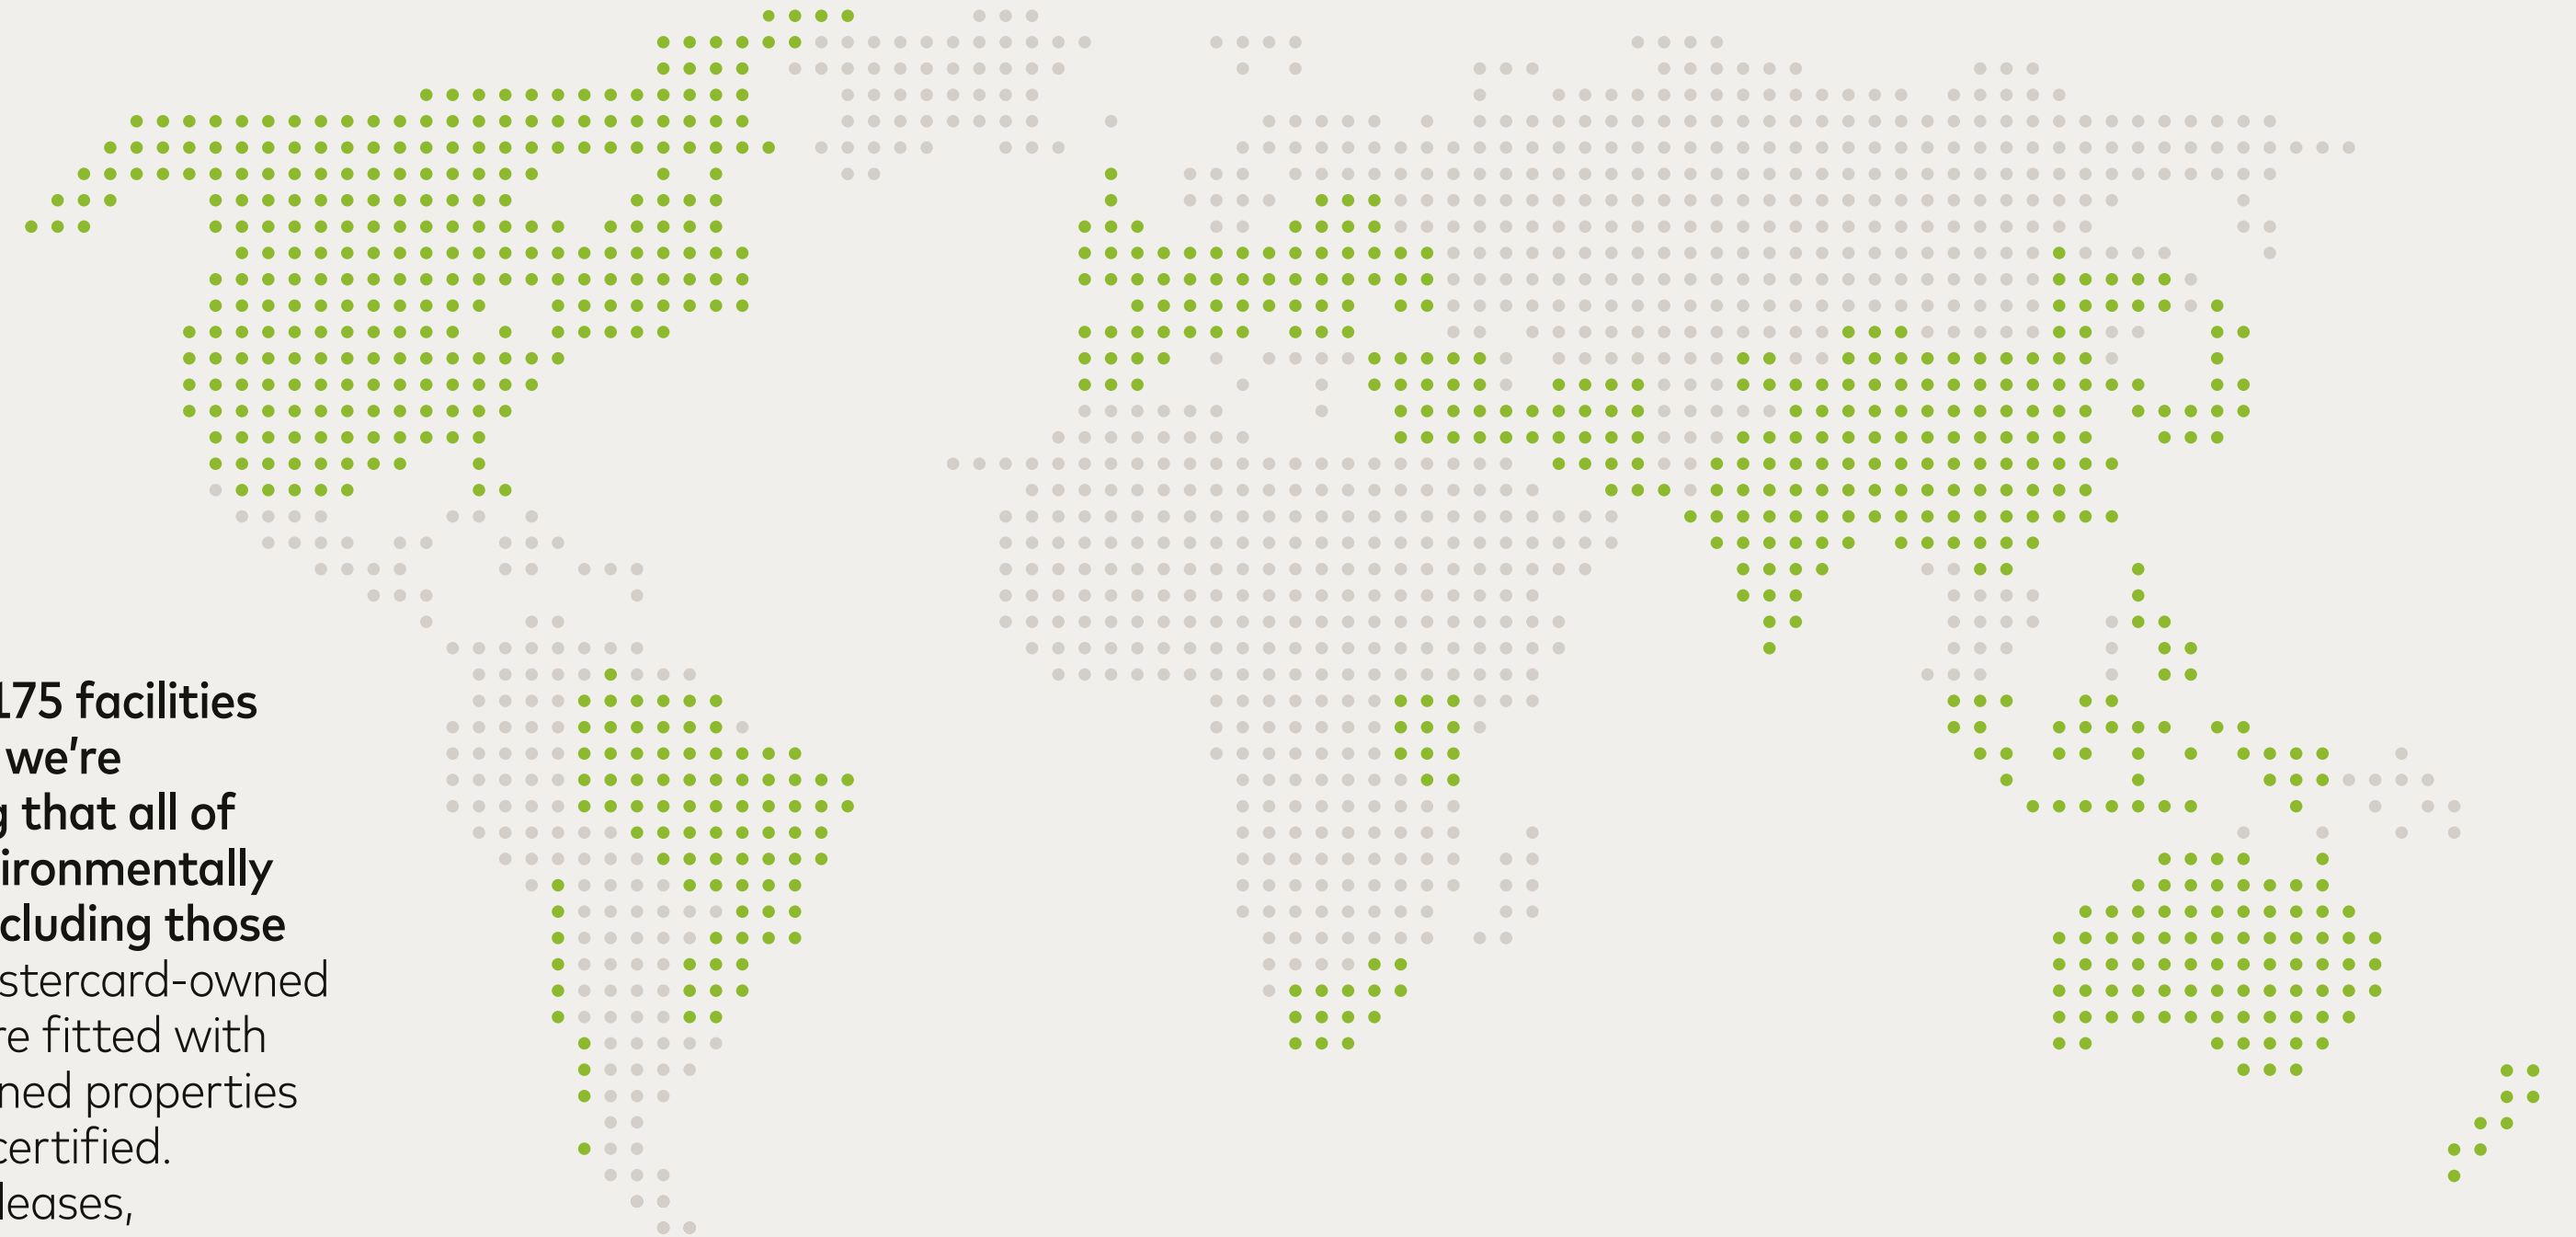 175 facilities
we're
that all of
ironmentally
cluding those
stercard-owned
re fitted with
ned properties
certified.
leases,